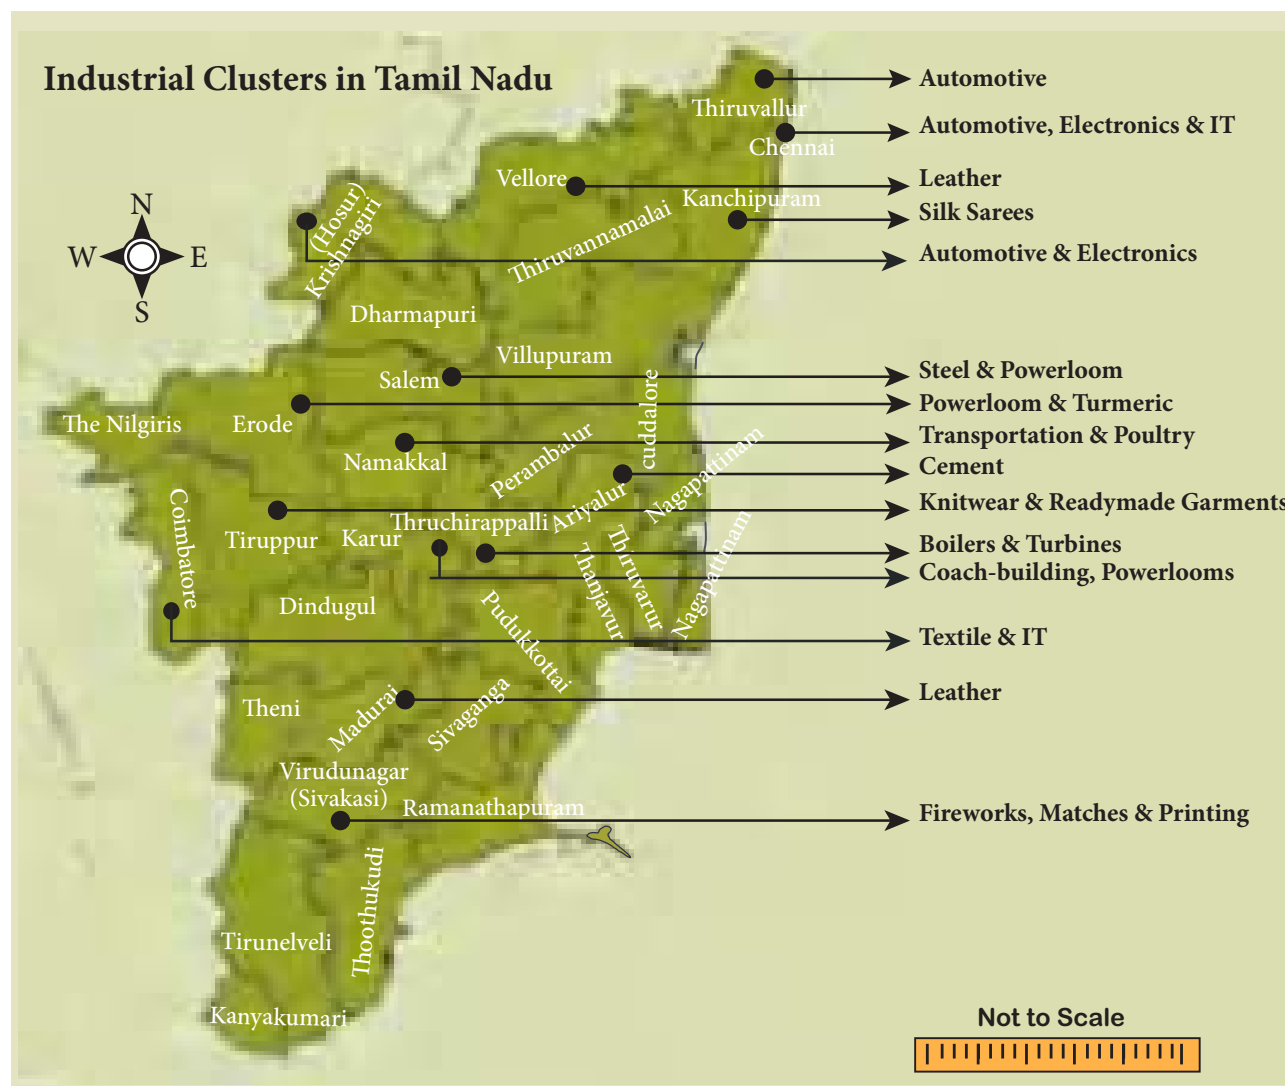 Industrial Clusters in Tamil Nadu
N
W
E
S
Thiruvallur
Chennai
Vellore
Kanchipuram
(Hosur)
Krishnagiri
Thiruvannamalai
Dharmapuri
Villupuram
Salem
cuddalore
The Nilgiris
Erode
Namakkal
Perambalur
Nagapattinam
Ariyalur
Coimbatore
Tiruppur
Karur
Thruchirappalli
Thanjavur
Thiruvarur
Nagapattinam
Dindugul
Pudukkottai
Theni
Madurai
Sivaganga
Virudunagar
(Sivakasi)
Ramanathapuram
Thoothukudi
Tirunelveli
Kanyakumari
Automotive
Automotive, Electronics & IT
Leather
Silk Sarees
Automotive & Electronics
Steel & Powerloom
Powerloom & Turmeric
Transportation & Poultry
Cement
Knitwear & Readymade Garments
Boilers & Turbines
Coach-building, Powerlooms
Textile & IT
Leather
Fireworks, Matches & Printing
Not to Scale